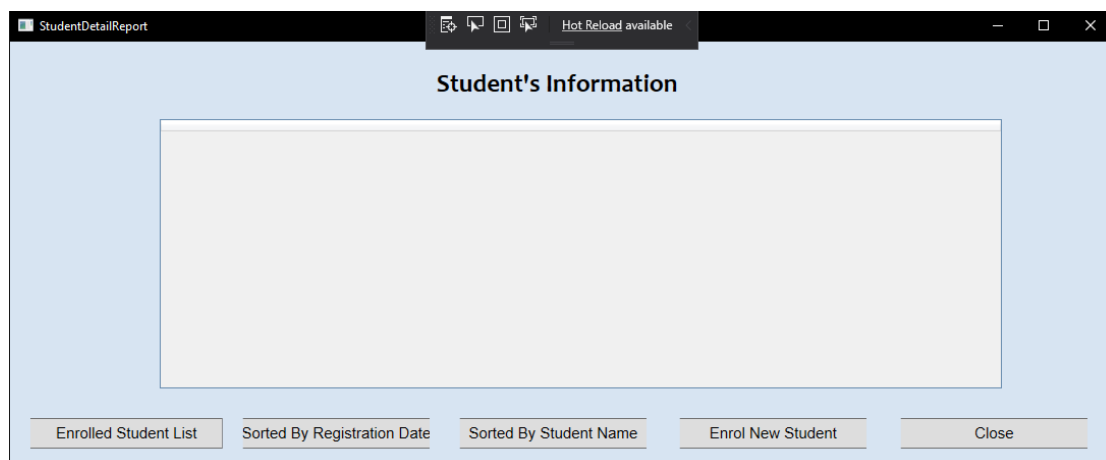 StudentDetailReport
Hot Reload available
Student's Information
Enrolled Student List
Sorted By Registration Date
Sorted By Student Name
Enrol New Student
Close